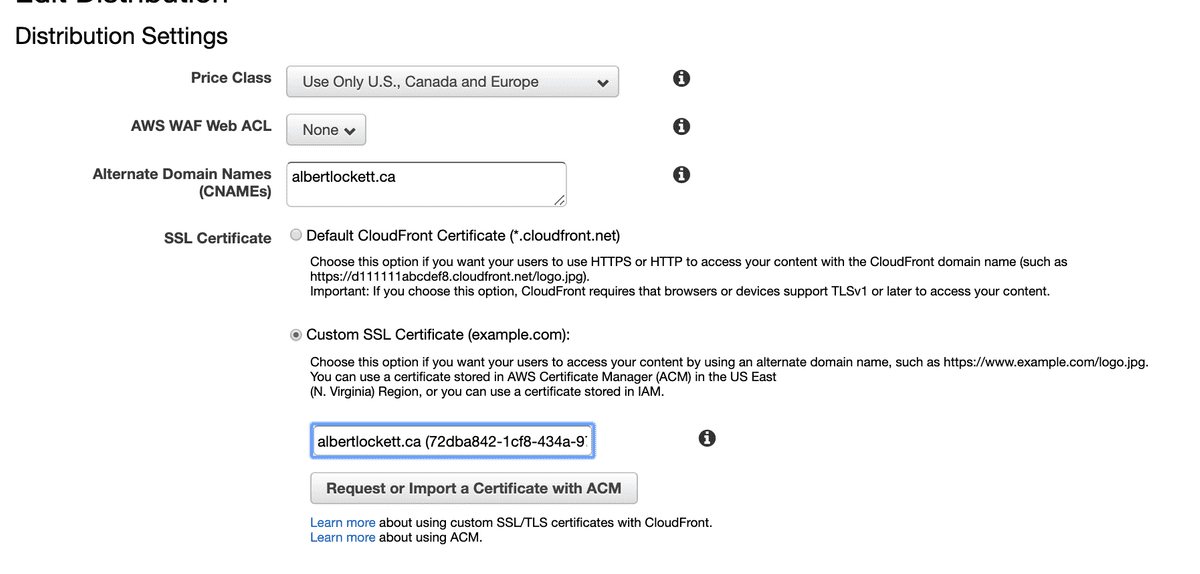 Edit Distribution
Distribution Settings
Price Class
Use Only U.S., Canada and Europe
AWS WAF Web ACL
None
Alternate Domain Names
(CNAMEs)
albertlockett.ca
SSL Certificate
Default CloudFront Certificate (*.cloudfront.net)
Choose this option if you want your users to use HTTPS or HTTP to access your content with the CloudFront domain name (such as
https://d111111abcdef8.cloudfront.net/logo.jpg).
Important: If you choose this option, CloudFront requires that browsers or devices support TLSv1 or later to access your content.
Custom SSL Certificate (example.com):
Choose this option if you want your users to access your content by using an alternate domain name, such as https://www.example.com/logo.jpg.
You can use a certificate stored in AWS Certificate Manager (ACM) in the US East
(N. Virginia) Region, or you can use a certificate stored in IAM.
albertlockett.ca (72dba842-1cf8-434a-97
Request or Import a Certificate with ACM
Learn more about using custom SSL/TLS certificates with CloudFront.
Learn more about using ACM.